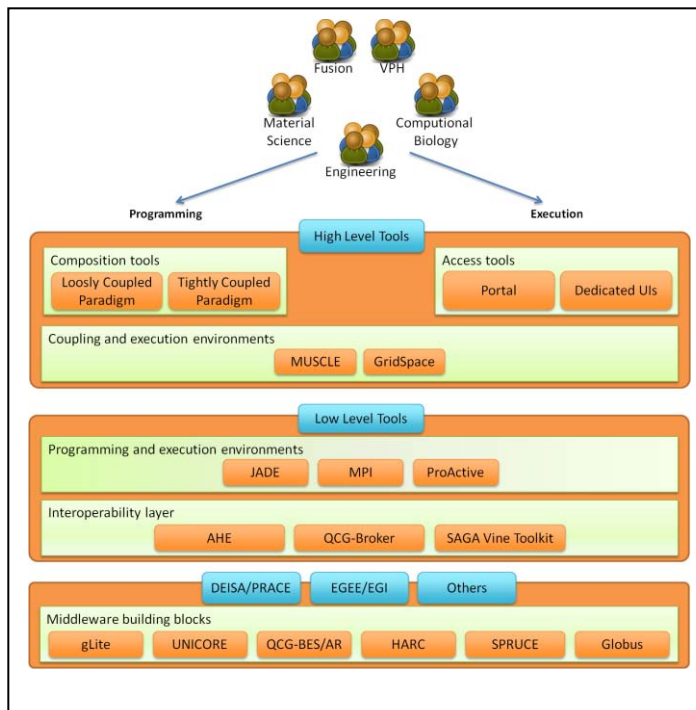 Fusion
VPH
Material
Science
Computional
Biology
Engineering
Programming
Execution
High Level Tools
Composition tools
Loosly Coupled
Paradigm
Tightly Coupled
Paradigm
Access tools
Portal
Dedicated UIs
Coupling and execution environments
MUSCLE
GridSpace
Low Level Tools
Programming and execution environments
JADE
MPI
ProActive
Interoperability layer
AHE
QCG-Broker
SAGA Vine Toolkit
DEISA/PRACE
EGEE/EGI
Others
Middleware building blocks
gLite
UNICORE
QCG-BES/AR
HARC
SPRUCE
Globus